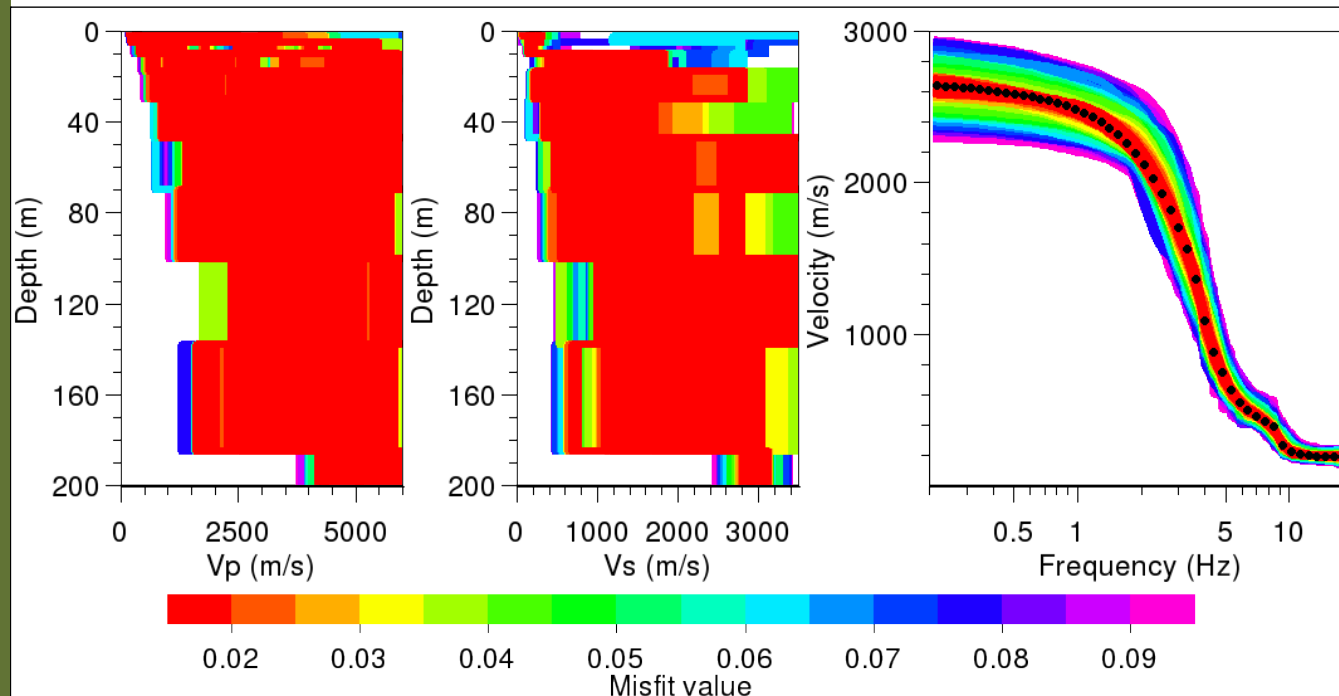 0
40
80
120
160
200
Depth (m)
0 2500 5000
Vp (m/s)
0
40
80
120
160
200
Depth (m)
0 1000 2000 3000
Vs (m/s)
3000
2000
1000
Velocity (m/s)
0.5 1 5 10
Frequency (Hz)
0.02 0.03 0.04 0.05 0.06 0.07 0.08 0.09
Misfit value